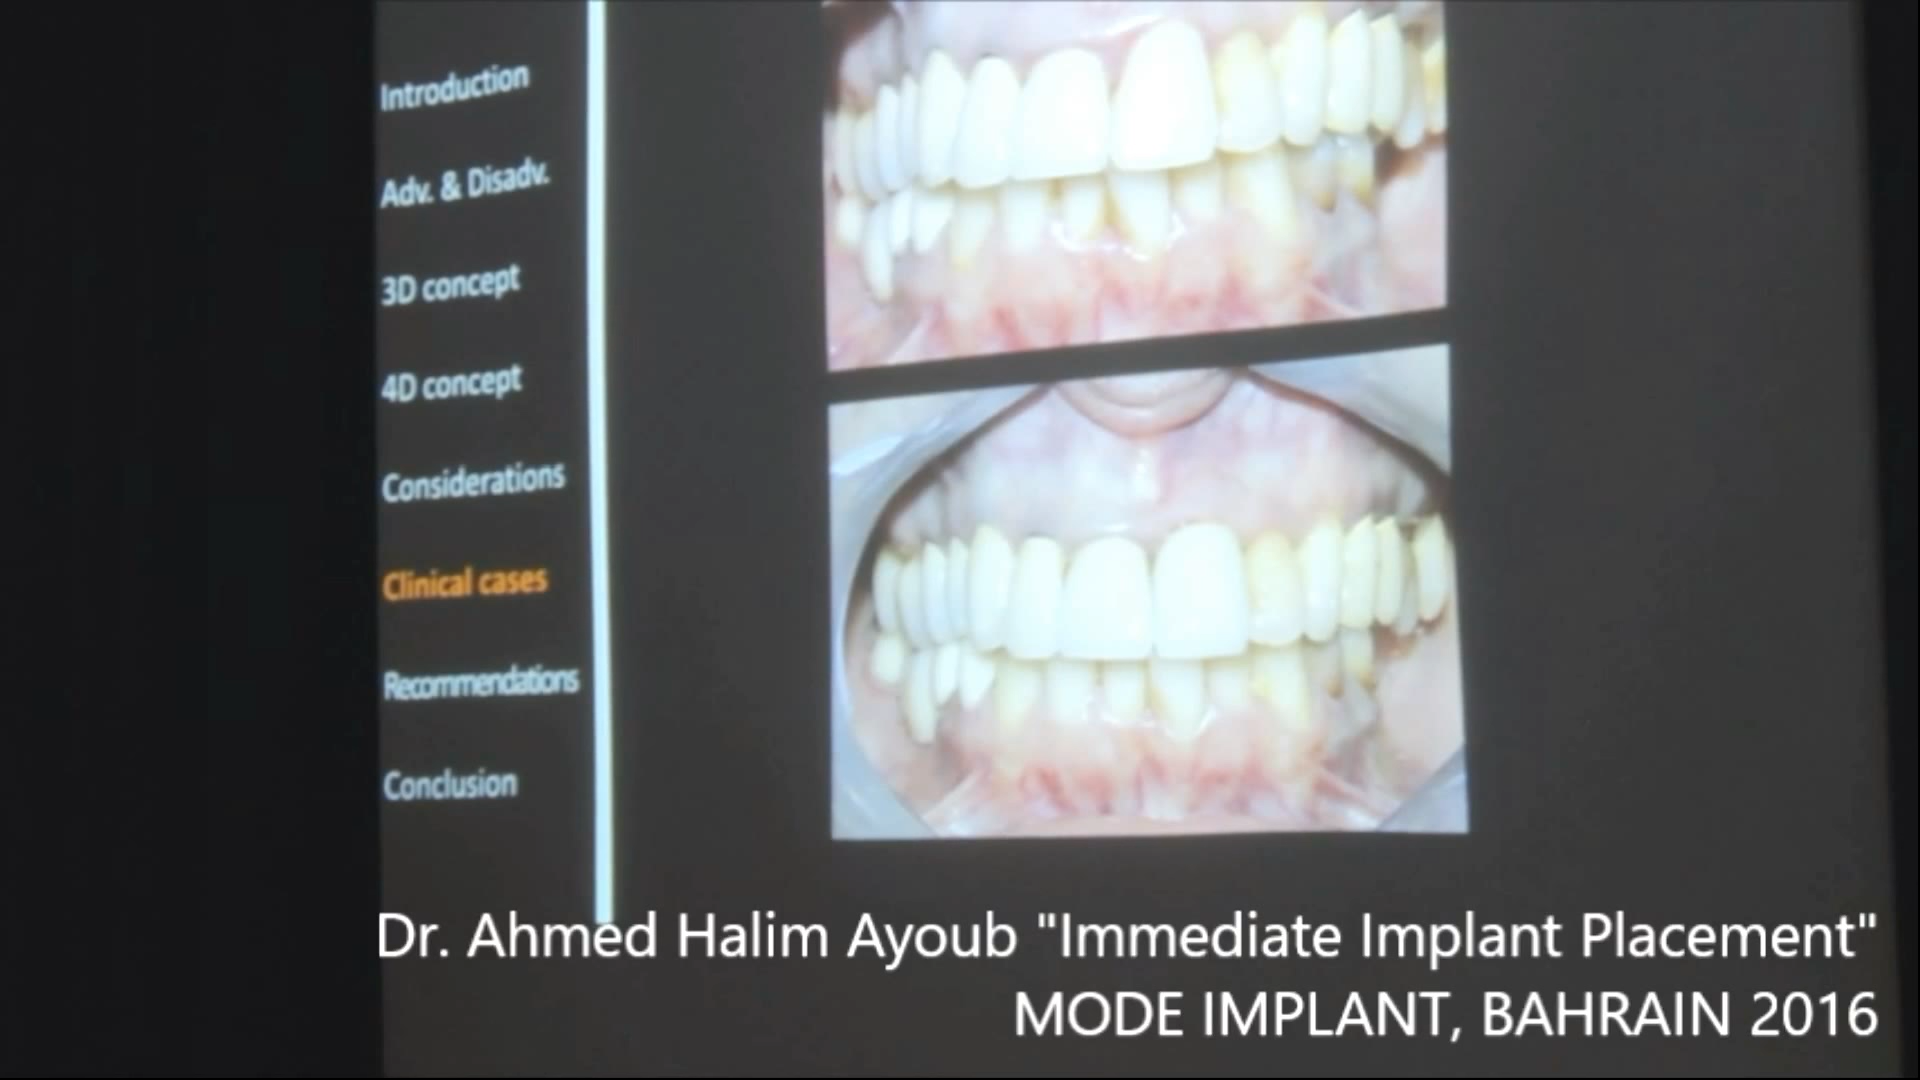 Introduction
Adv. & Disadv.
3D concept
4D concept
Considerations
Clinical cases
Recommendations
Conclusion
Dr. Ahmed Halim Ayoub "Immediate Implant Placement"
MODE IMPLANT, BAHRAIN 2016